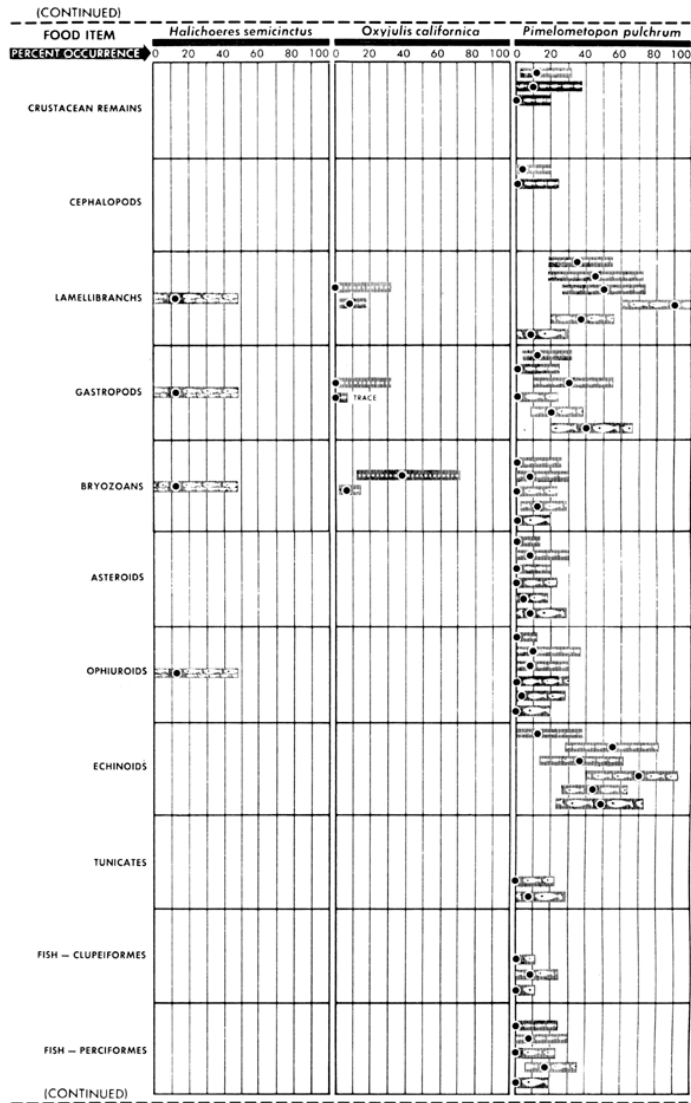 (CONTINUED)
FOOD ITEM Halichoeres semicinctus Oxyjulis californica Pimelometopon pulchrum
PERCENT OCCURRENCE 0 20 40 60 80 100 0 20 40 60 80 100 0 20 40 60 80 100
CRUSTACEAN REMAINS
CEPHALOPODS
LAMELLIBRANCHS
GASTROPODS
TRACE
BRYOZOANS
ASTEROIDS
OPHIUROIDS
ECHINOIDS
TUNICATES
FISH — CLUPEIFORMES
FISH — PERCIFORMES
(CONTINUED)